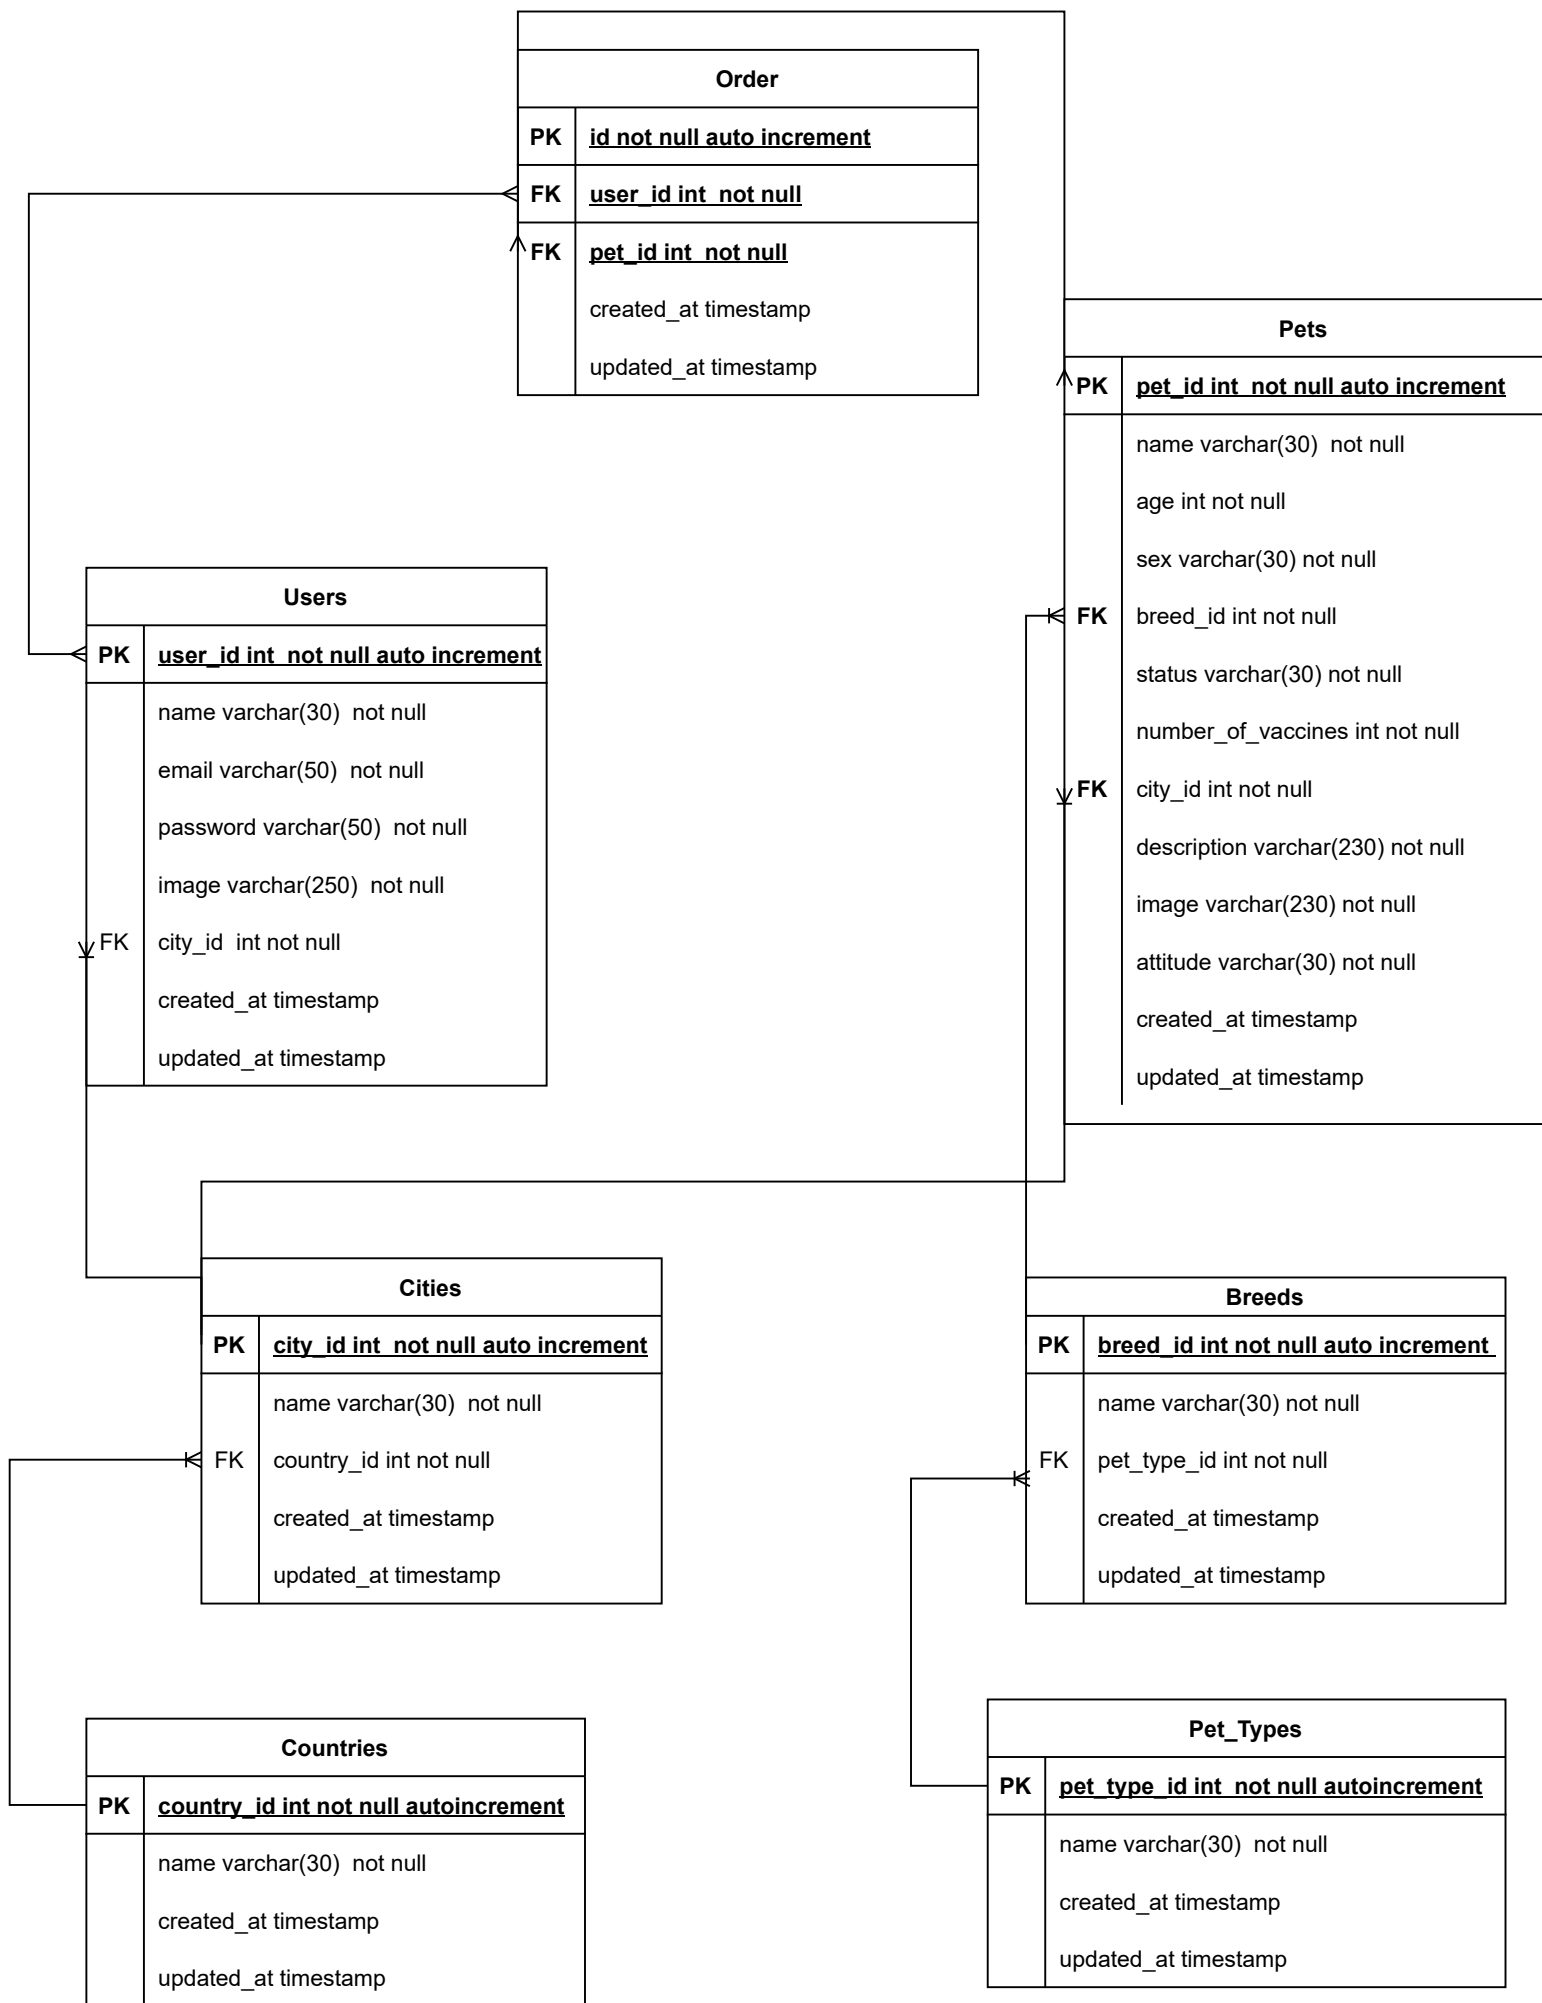 Order
PK id not null auto increment
FK user_id int  not null
FK pet_id int  not null
created_at timestamp
updated_at timestamp
Pets
PK pet_id int  not null auto increment
name varchar(30)  not null
age int not null
sex varchar(30) not null
FK breed_id int not null
status varchar(30) not null
number_of_vaccines int not null
FK city_id int not null
description varchar(230) not null
image varchar(230) not null
attitude varchar(30) not null
created_at timestamp
updated_at timestamp
Users
PK user_id int  not null auto increment
name varchar(30)  not null
email varchar(50)  not null
password varchar(50)  not null
image varchar(250)  not null
FK city_id  int not null
created_at timestamp
updated_at timestamp
Cities
PK city_id int  not null auto increment
name varchar(30)  not null
FK country_id int not null
created_at timestamp
updated_at timestamp
Breeds
PK breed_id int not null auto increment
name varchar(30) not null
FK pet_type_id int not null
created_at timestamp
updated_at timestamp
Countries
PK country_id int not null autoincrement
name varchar(30)  not null
created_at timestamp
updated_at timestamp
Pet_Types
PK pet_type_id int  not null autoincrement
name varchar(30)  not null
created_at timestamp
updated_at timestamp